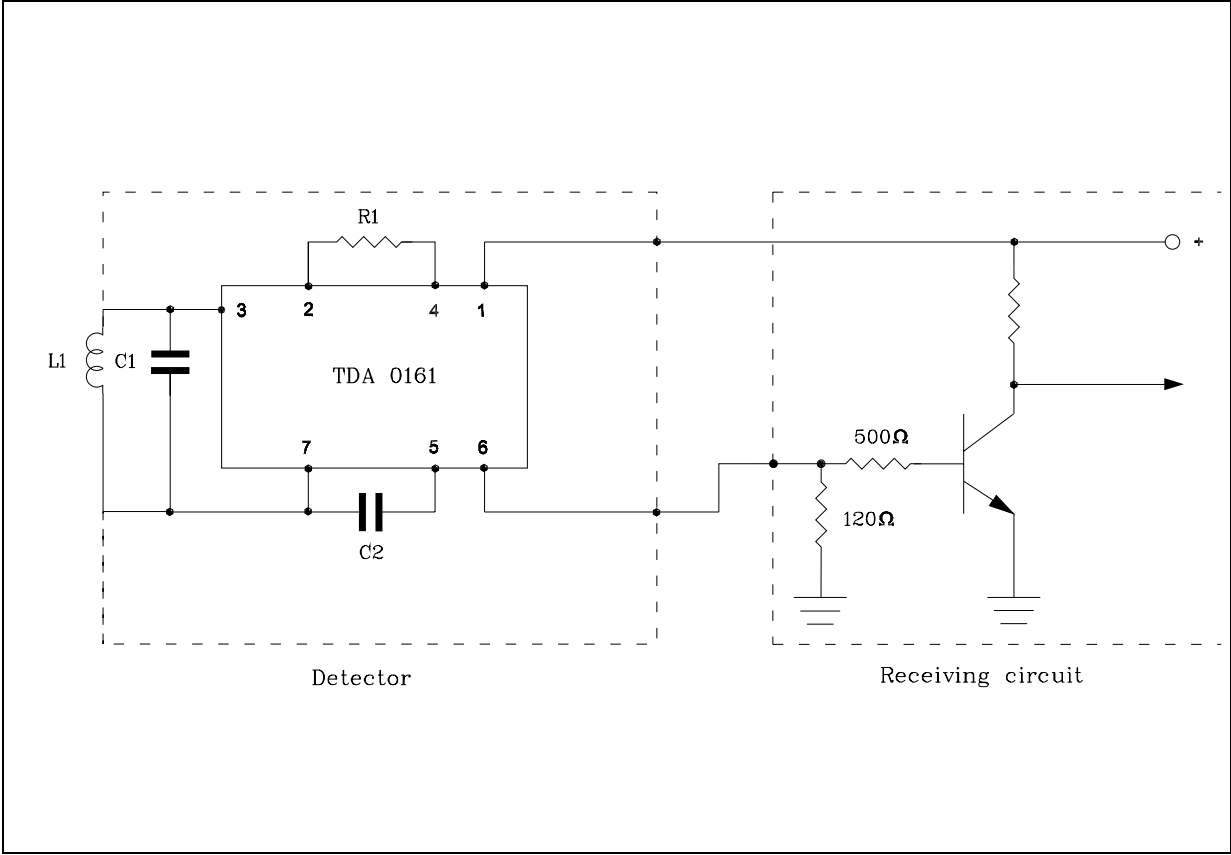 R1
+
3 2 4 1
L1 C1
TDA 0161
7 5 6
500Ω
120Ω
C2
Detector
Receiving circuit